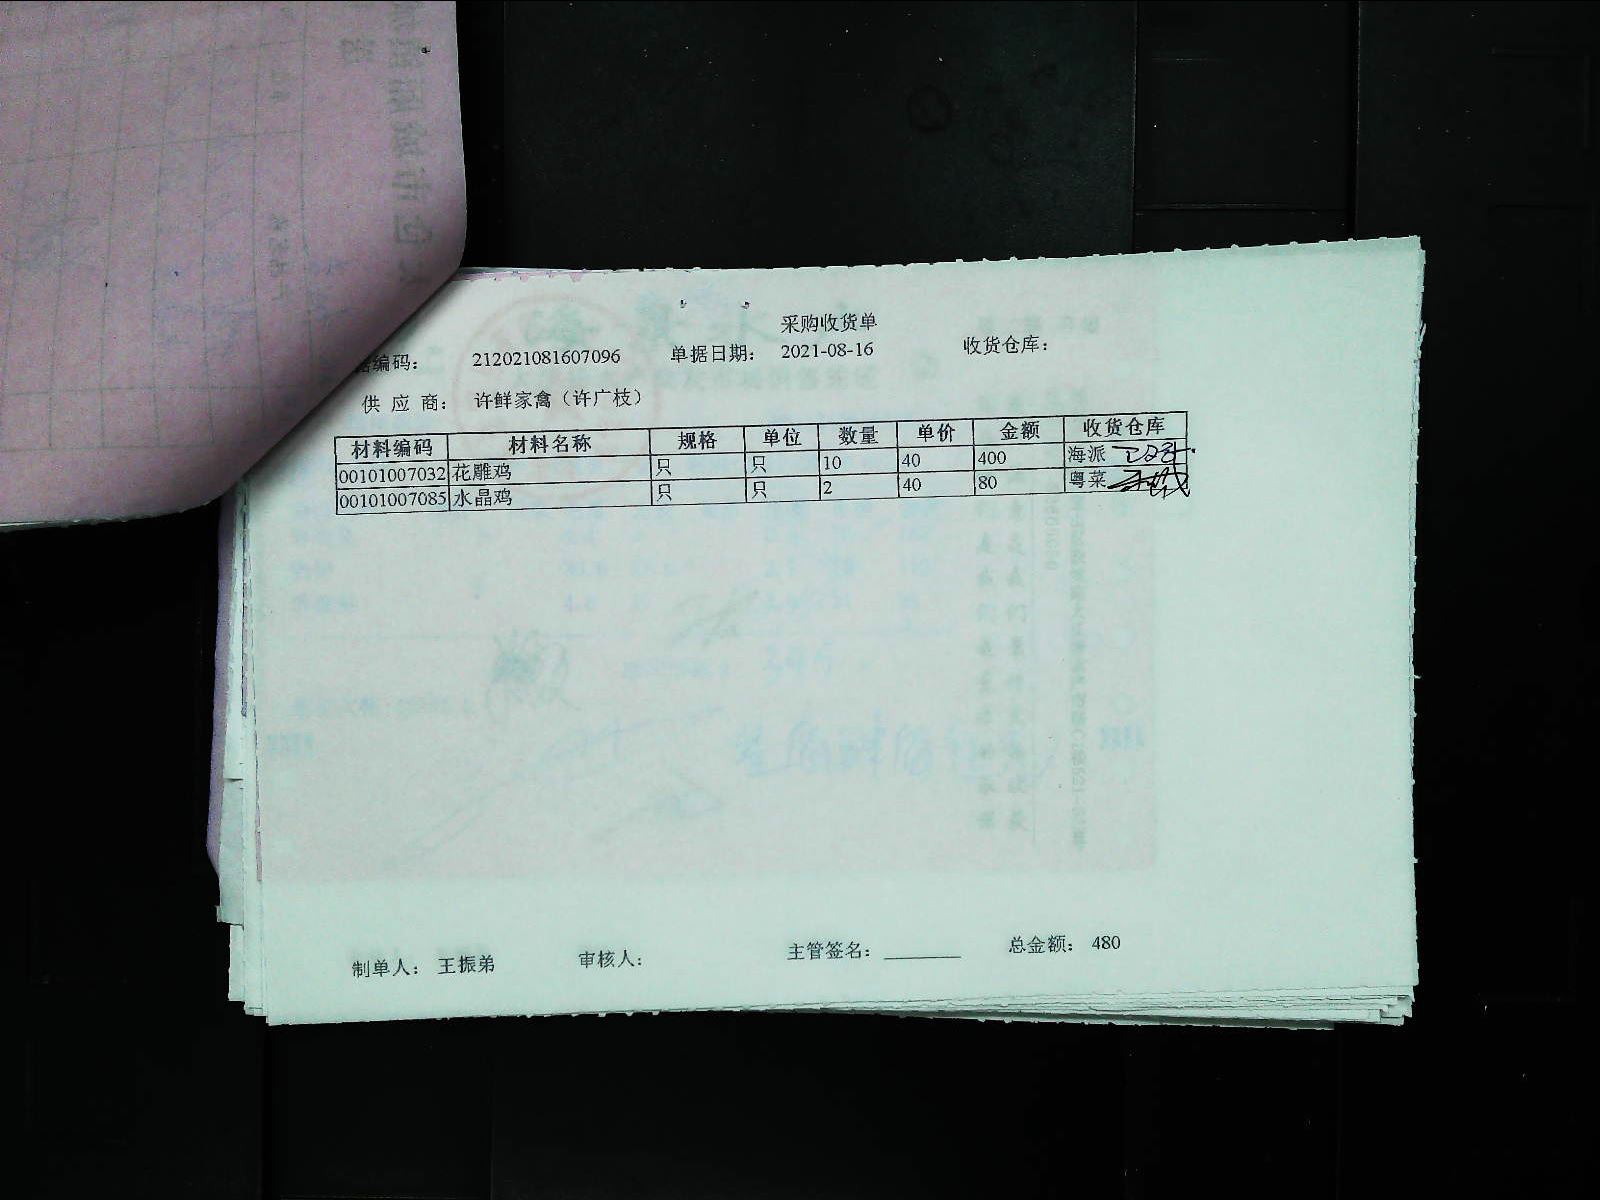 采购收货单
编码： 212021081607096 单据日期： 2021-08-16 收货仓库：
供 应 商： 许鲜家禽（许广枝）
材料编码 材料名称 规格 单位 数量 单价 金额 收货仓库
00101007032 花雕鸡 只 只 10 40 400 海派
00101007085 水晶鸡 只 只 2 40 80 粤菜
制单人： 王振弟 审核人： 主管签名： 总金额： 480